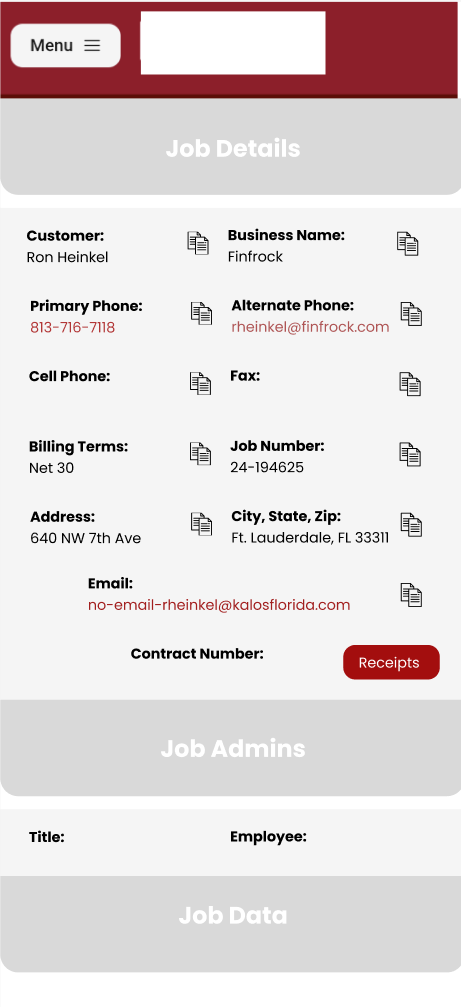 Menu
Job Details
Customer:
Ron Heinkel
Business Name:
Finfrock
Primary Phone:
813-716-7118
Alternate Phone:
rheinkel@finfrock.com
Cell Phone:
Fax:
Billing Terms:
Net 30
Job Number:
24-194625
Address:
640 NW 7th Ave
City, State, Zip:
Ft. Lauderdale, FL 33311
Email:
no-email-rheinkel@kalosflorida.com
Contract Number:
Receipts
Job Admins
Title:
Employee:
Job Data